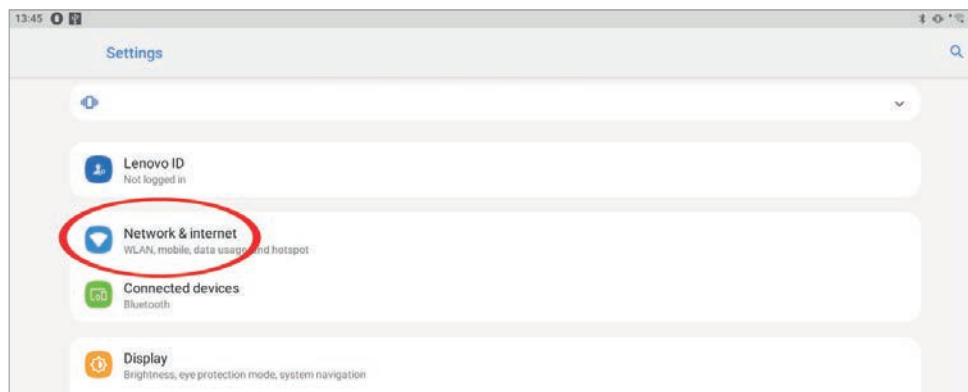 13:45
Settings
Lenovo ID
Not logged in
Network & internet
WLAN, mobile, data usage and hotspot
Connected devices
Bluetooth
Display
Brightness, eye protection mode, system navigation